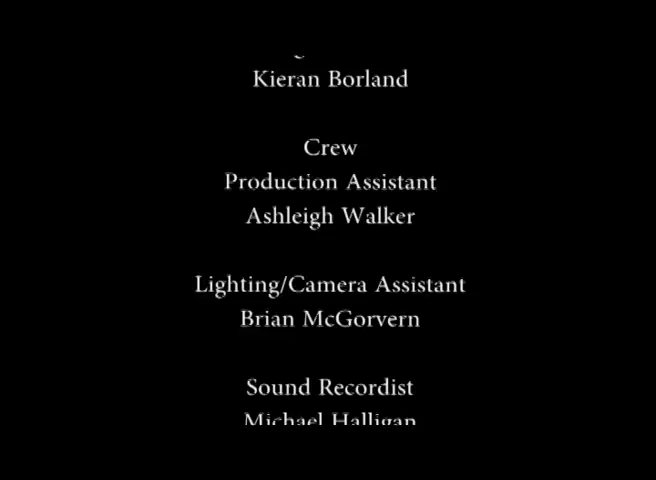 Kieran Borland
Crew
Production Assistant
Ashleigh Walker
Lighting/Camera Assistant
Brian McGorvern
Sound Recordist
Michael Halligan